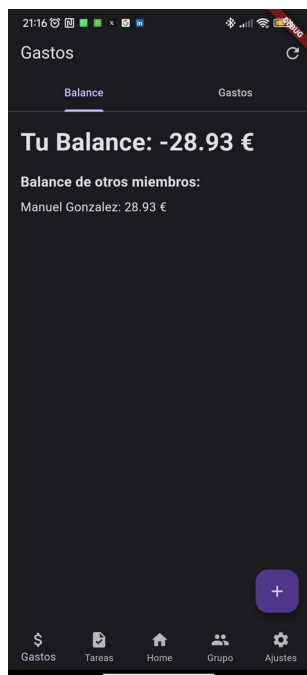 21:16
DEBUG
Gastos
Balance
Gastos
Tu Balance: -28.93 €
Balance de otros miembros:
Manuel Gonzalez: 28.93 €
+
$
Gastos
Tareas
Home
Grupo
Ajustes